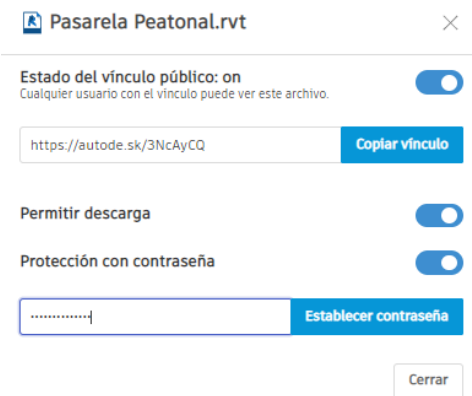 Pasarela Peatonal.rvt
Estado del vínculo público: on
Cualquier usuario con el vínculo puede ver este archivo.
https://autode.sk/3NcAyCQ
Copiar vínculo
Permitir descarga
Protección con contraseña
··············
Establecer contraseña
Cerrar